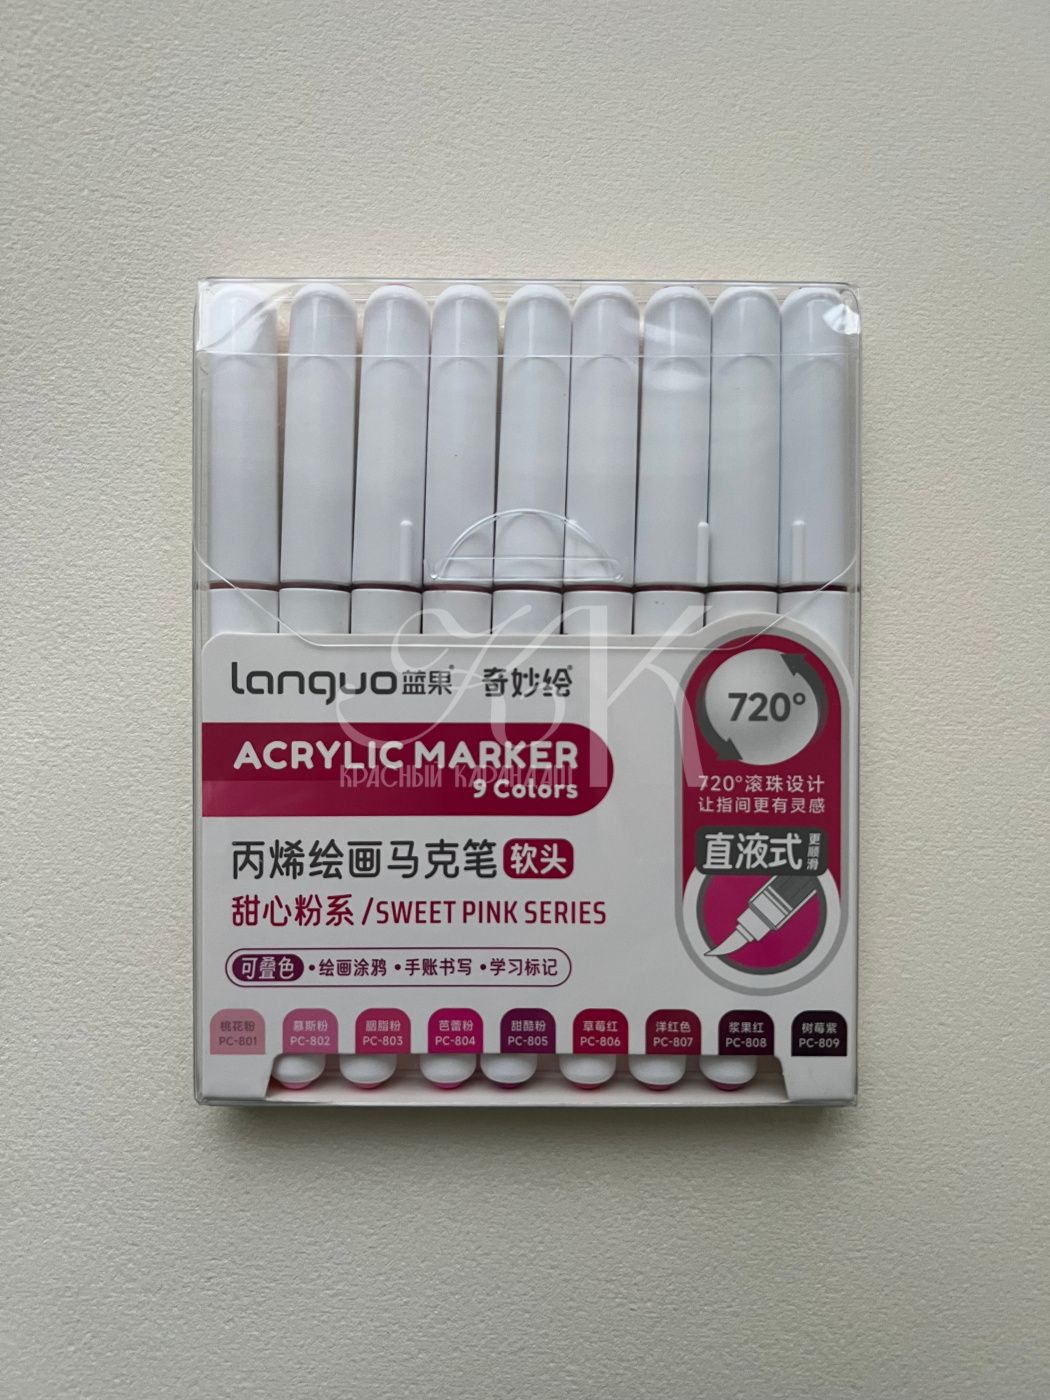 languo蓝果 奇妙绘
ACRYLIC MARKER
9 Colors
丙烯绘画马克笔 软头
甜心粉系/SWEET PINK SERIES
可叠色 •绘画涂鸦 •手账书写 •学习标记
720°
720°滚珠设计
让指间更有灵感
直液式 更顺滑
桃花粉 PC-801
慕斯粉 PC-802
胭脂粉 PC-803
芭蕾粉 PC-804
甜酷粉 PC-805
草莓红 PC-806
洋红色 PC-807
浆果红 PC-808
树莓紫 PC-809
КК
КРАСНЫЙ КАРАНДАШ